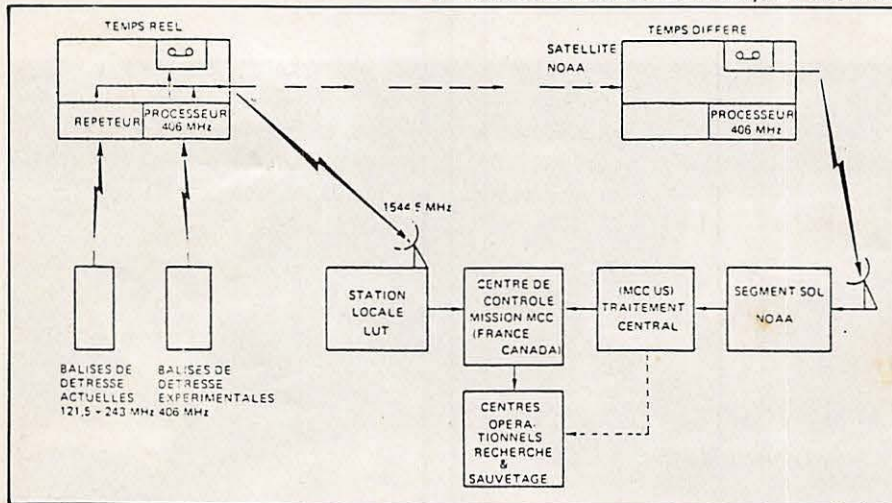 TEMPS REEL
TEMPS DIFFERE
SATELLITE
NOAA
REPETEUR
PROCESSEUR
406 MHz
PROCESSEUR
406 MHz
1544,5 MHz
STATION
LOCALE
LUT
CENTRE DE
CONTROLE
MISSION MCC
(FRANCE
CANADA)
(MCC US)
TRAITEMENT
CENTRAL
SEGMENT SOL
NOAA
BALISES DE
DETRESSE
ACTUELLES
121,5 - 243 MHz
BALISES DE
DETRESSE
EXPERIMENTALES
406 MHz
CENTRES
OPERA-
TIONNELS
RECHERCHE
&
SAUVETAGE